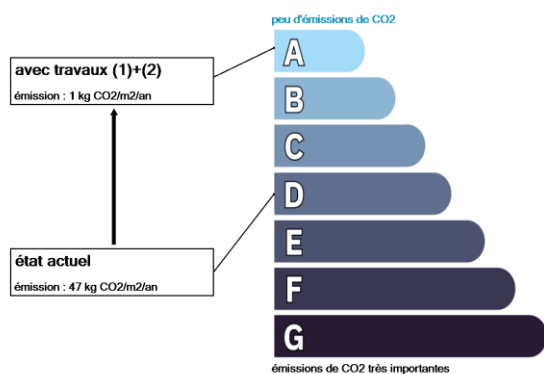 peu d'émissions de CO2
A
avec travaux (1)+(2)
émission : 1 kg CO2/m2/an
B
C
D
E
état actuel
émission : 47 kg CO2/m2/an
F
G
émissions de CO2 très importantes